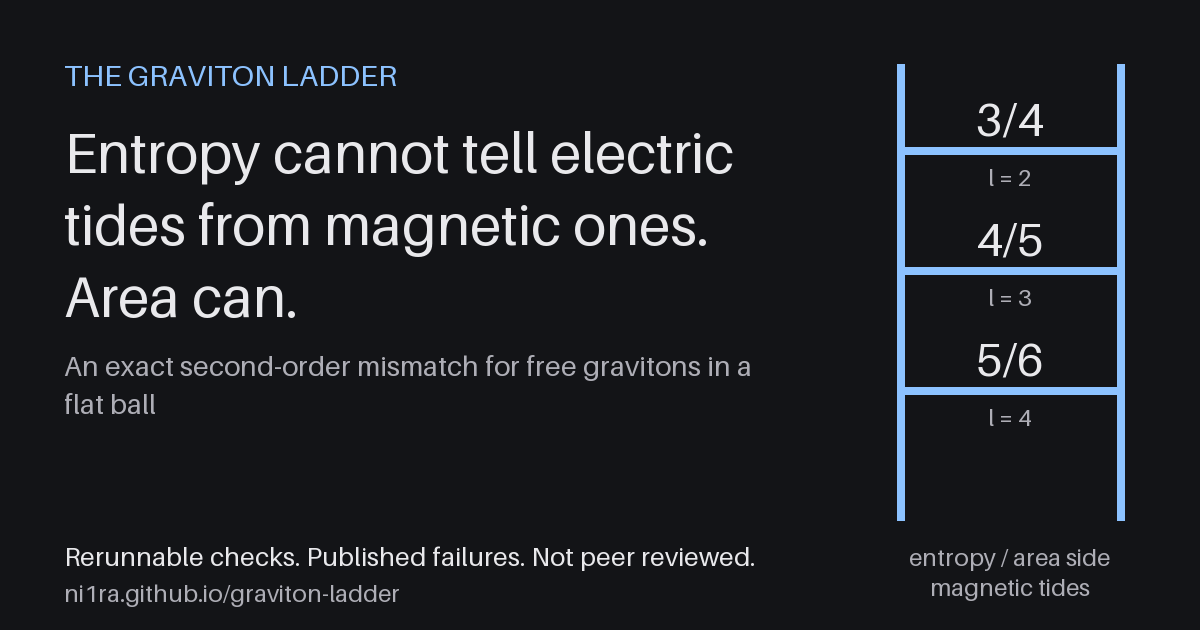 THE GRAVITON LADDER
Entropy cannot tell electric
tides from magnetic ones.
Area can.
An exact second-order mismatch for free gravitons in a
flat ball
Rerunnable checks. Published failures. Not peer reviewed.
ni1ra.github.io/graviton-ladder
3/4
l = 2
4/5
l = 3
5/6
l = 4
entropy / area side
magnetic tides